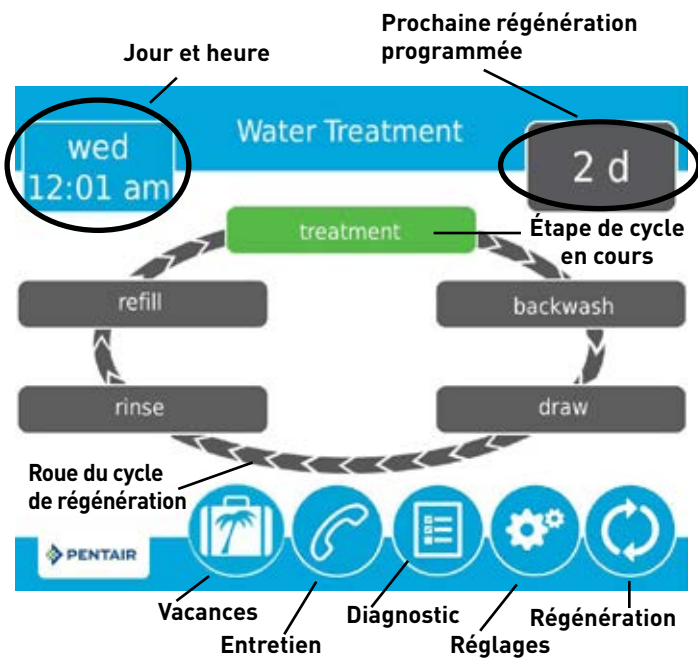 Prochaine régénération
programmée
Jour et heure
wed
12:01 am
Water Treatment
2 d
treatment
Étape de cycle
en cours
refill
backwash
rinse
draw
Roue du cycle
de régénération
PENTAIR
Vacances
Entretien
Diagnostic
Réglages
Régénération